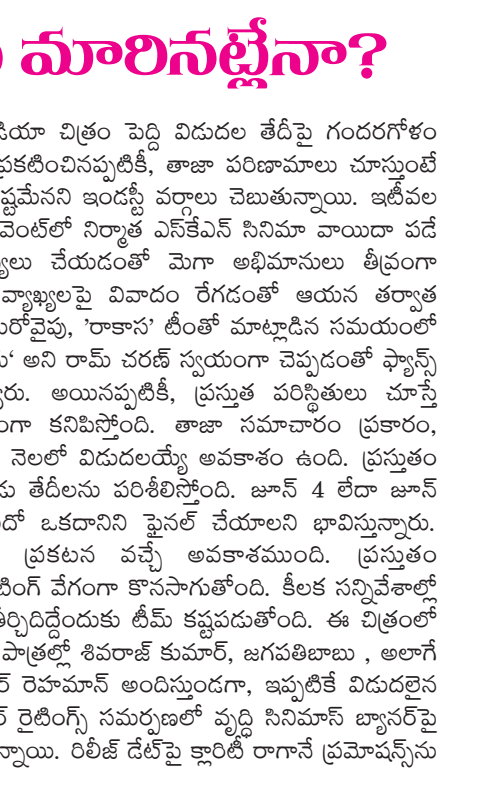 మారినట్లేనా?
చిత్రం పెద్ది విడుదల తేదీపై గందరగోళం
ప్రకటించినప్పటికీ, తాజా పరిణామాలు చూస్తుంటే
ఇండస్ట్రీ వర్గాలు చెబుతున్నాయి. ఇటీవల
నిర్మాత ఎస్‌కేఎన్ సినిమా వాయిదా పడే
చేయడంతో మెగా అభిమానులు తీవ్రంగా
వ్యాఖ్యలపై వివాదం రేగడంతో ఆయన తర్వాత
'రాకాస' టీంతో మాట్లాడిన సమయంలో
అని రామ్ చరణ్ స్వయంగా చెప్పడంతో ఫ్యాన్స్
అయినప్పటికీ, ప్రస్తుత పరిస్థితులు చూస్తే
కనిపిస్తోంది. తాజా సమాచారం ప్రకారం,
నెలలో విడుదలయ్యే అవకాశం ఉంది. ప్రస్తుతం
తేదీలను పరిశీలిస్తోంది. జూన్ 4 లేదా జూన్
ఒకదానిని ఫైనల్ చేయాలని భావిస్తున్నారు.
ప్రకటన వచ్చే అవకాశముంది. ప్రస్తుతం
వేగంగా కొనసాగుతోంది. కీలక సన్నివేశాల్లో
తీర్చిదిద్దేందుకు టీమ్ కష్టపడుతోంది. ఈ చిత్రంలో
పాత్రల్లో శివరాజ్ కుమార్, జగపతిబాబు , అలాగే
రెహమాన్ అందిస్తుండగా, ఇప్పటికే విడుదలైన
రైటింగ్స్ సమర్పణలో వృద్ధి సినిమాస్ బ్యానర్‌పై
రిలీజ్ డేట్‌పై క్లారిటీ రాగానే ప్రమోషన్స్‌ను